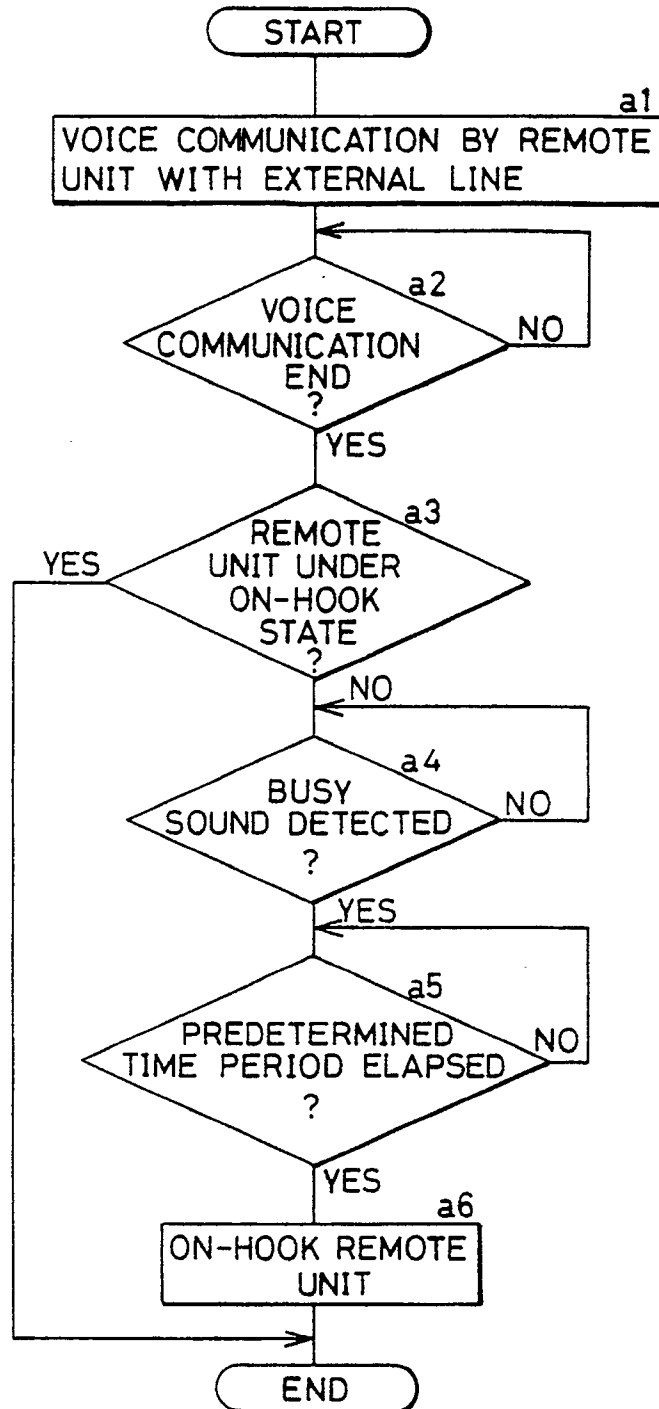 START
a1
VOICE COMMUNICATION BY REMOTE
UNIT WITH EXTERNAL LINE
a2
VOICE
COMMUNICATION
END
?
NO
YES
a3
REMOTE
UNIT UNDER
ON-HOOK
STATE
?
YES
NO
a4
BUSY
SOUND DETECTED
?
NO
YES
a5
PREDETERMINED
TIME PERIOD ELAPSED
?
NO
YES
a6
ON-HOOK REMOTE
UNIT
END